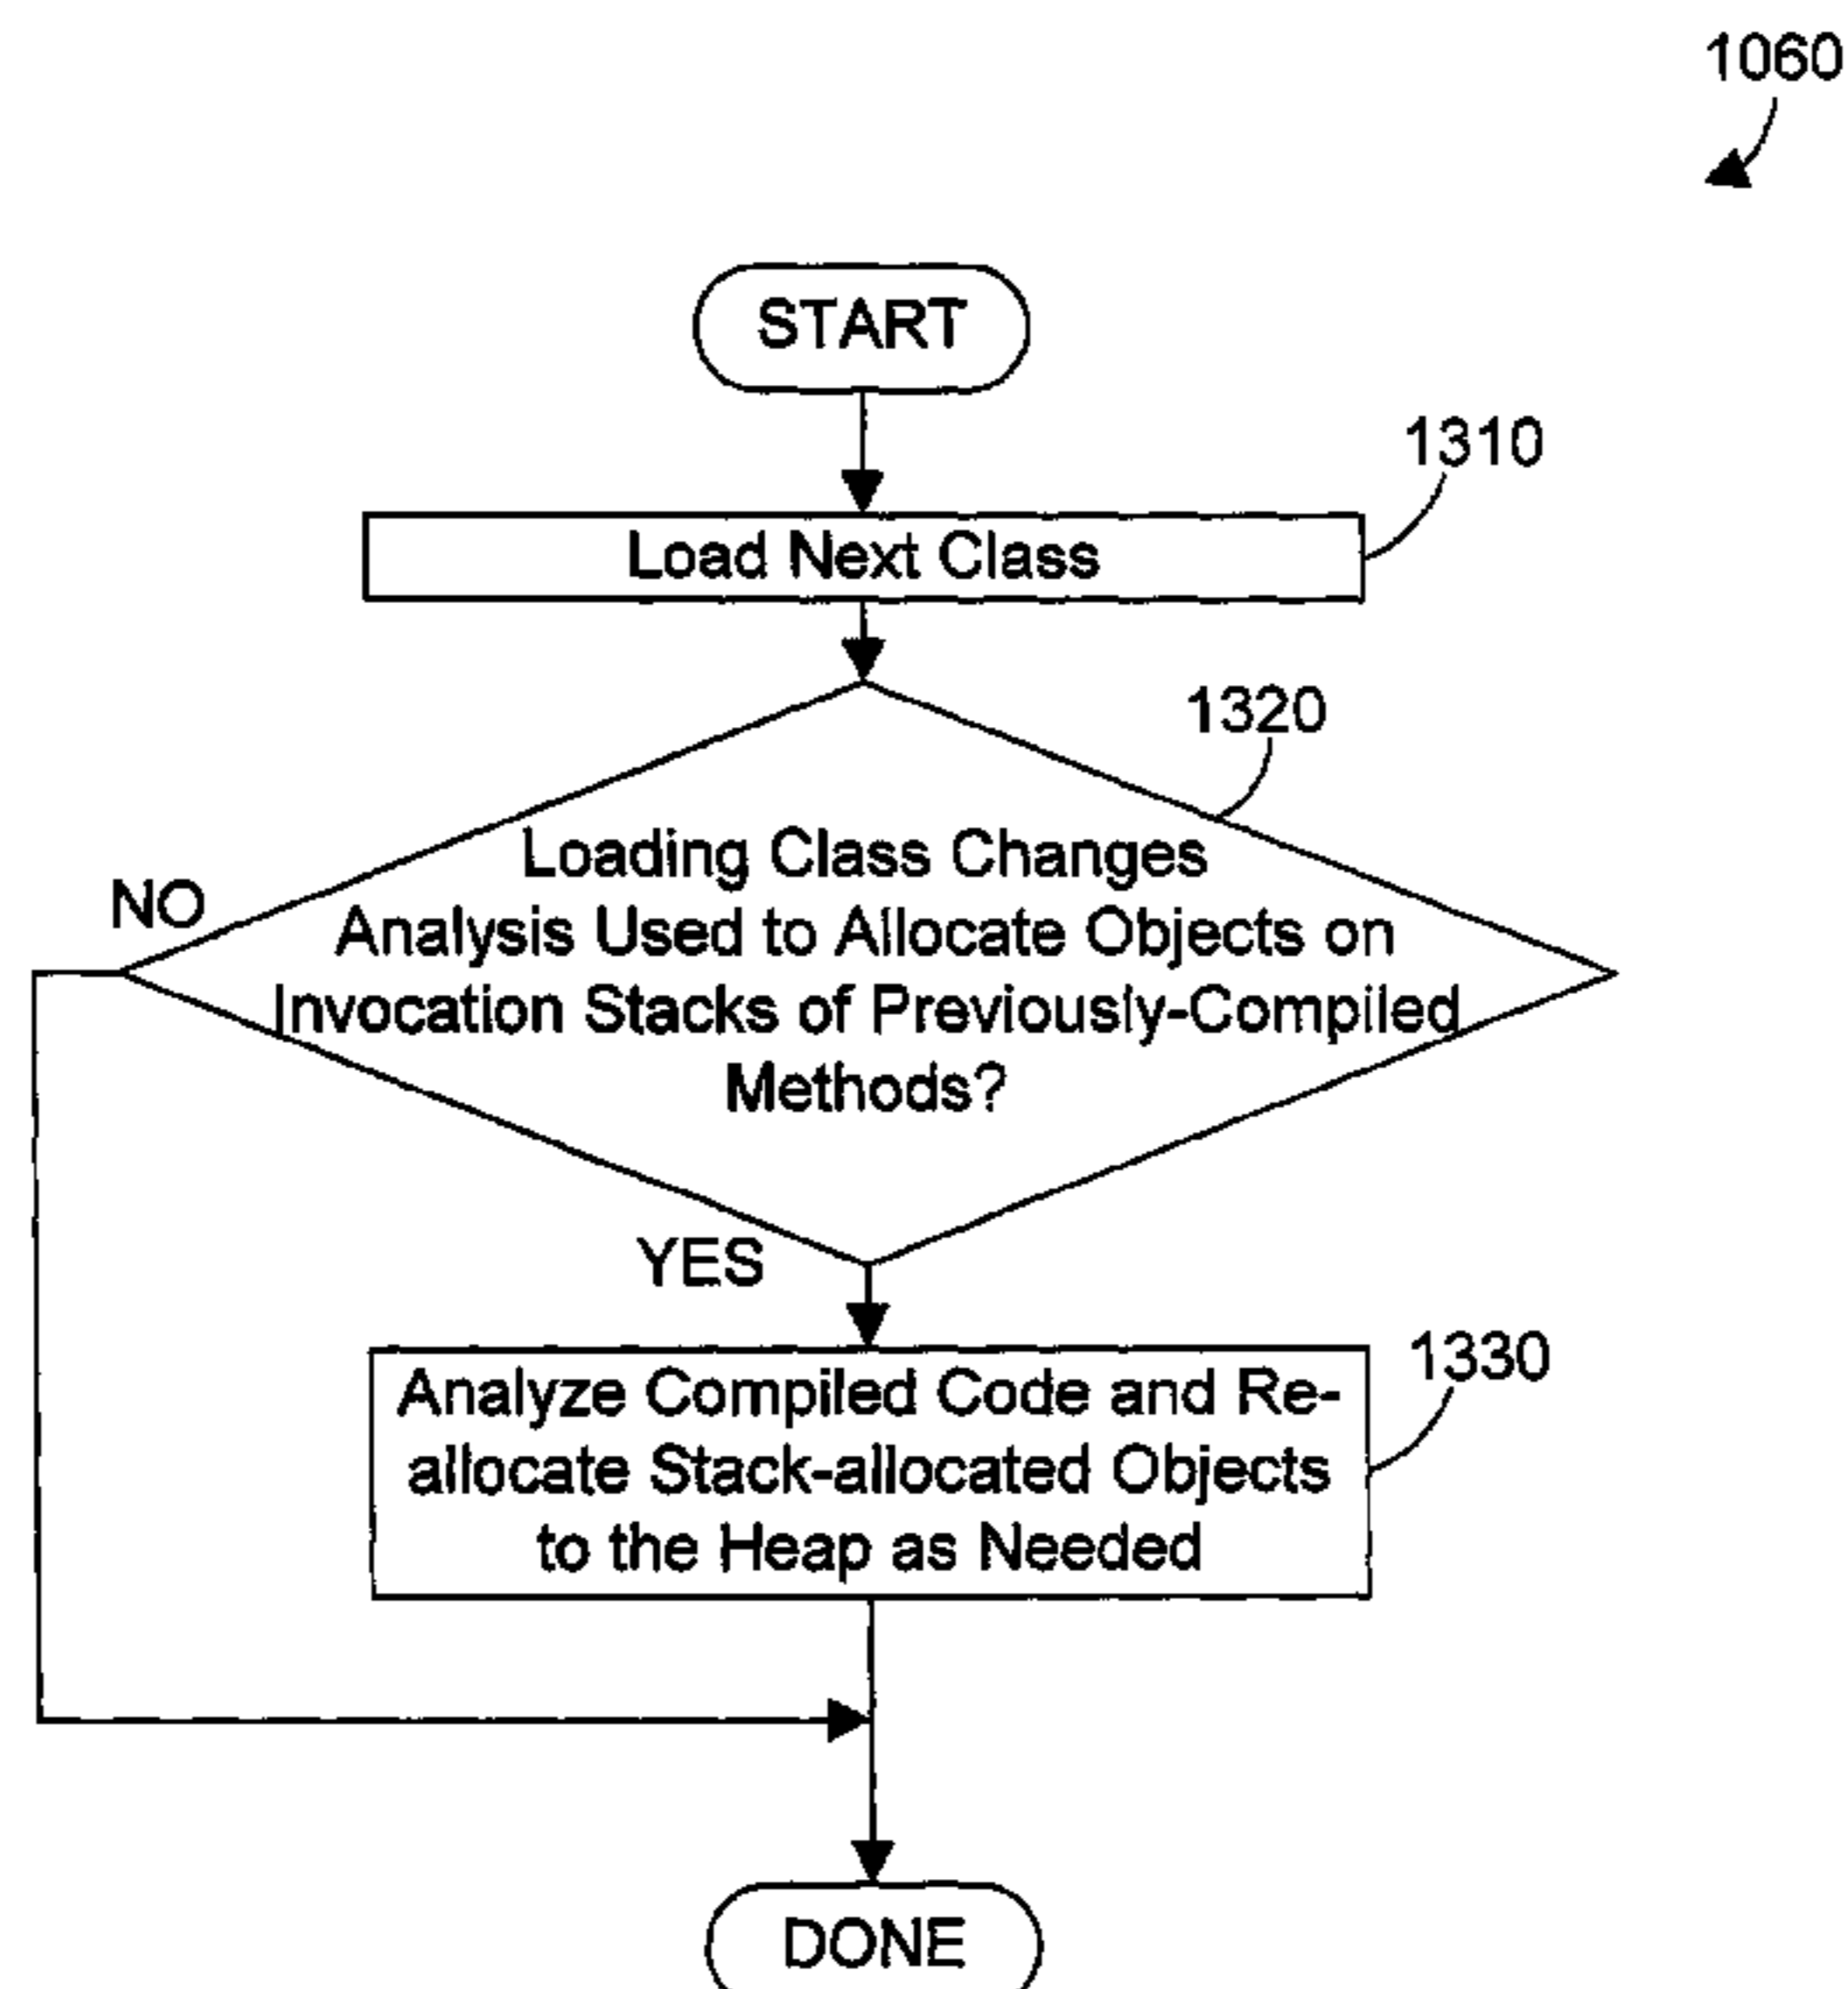 1060
START
1310
Load Next Class
1320
Loading Class Changes
NO
Analysis Used to Allocate Objects on
Invocation Stacks of Previously-Compiled
Methods?
YES
1330
Analyze Compiled Code and Re-
allocate Stack-allocated Objects
to the Heap as Needed
DONE